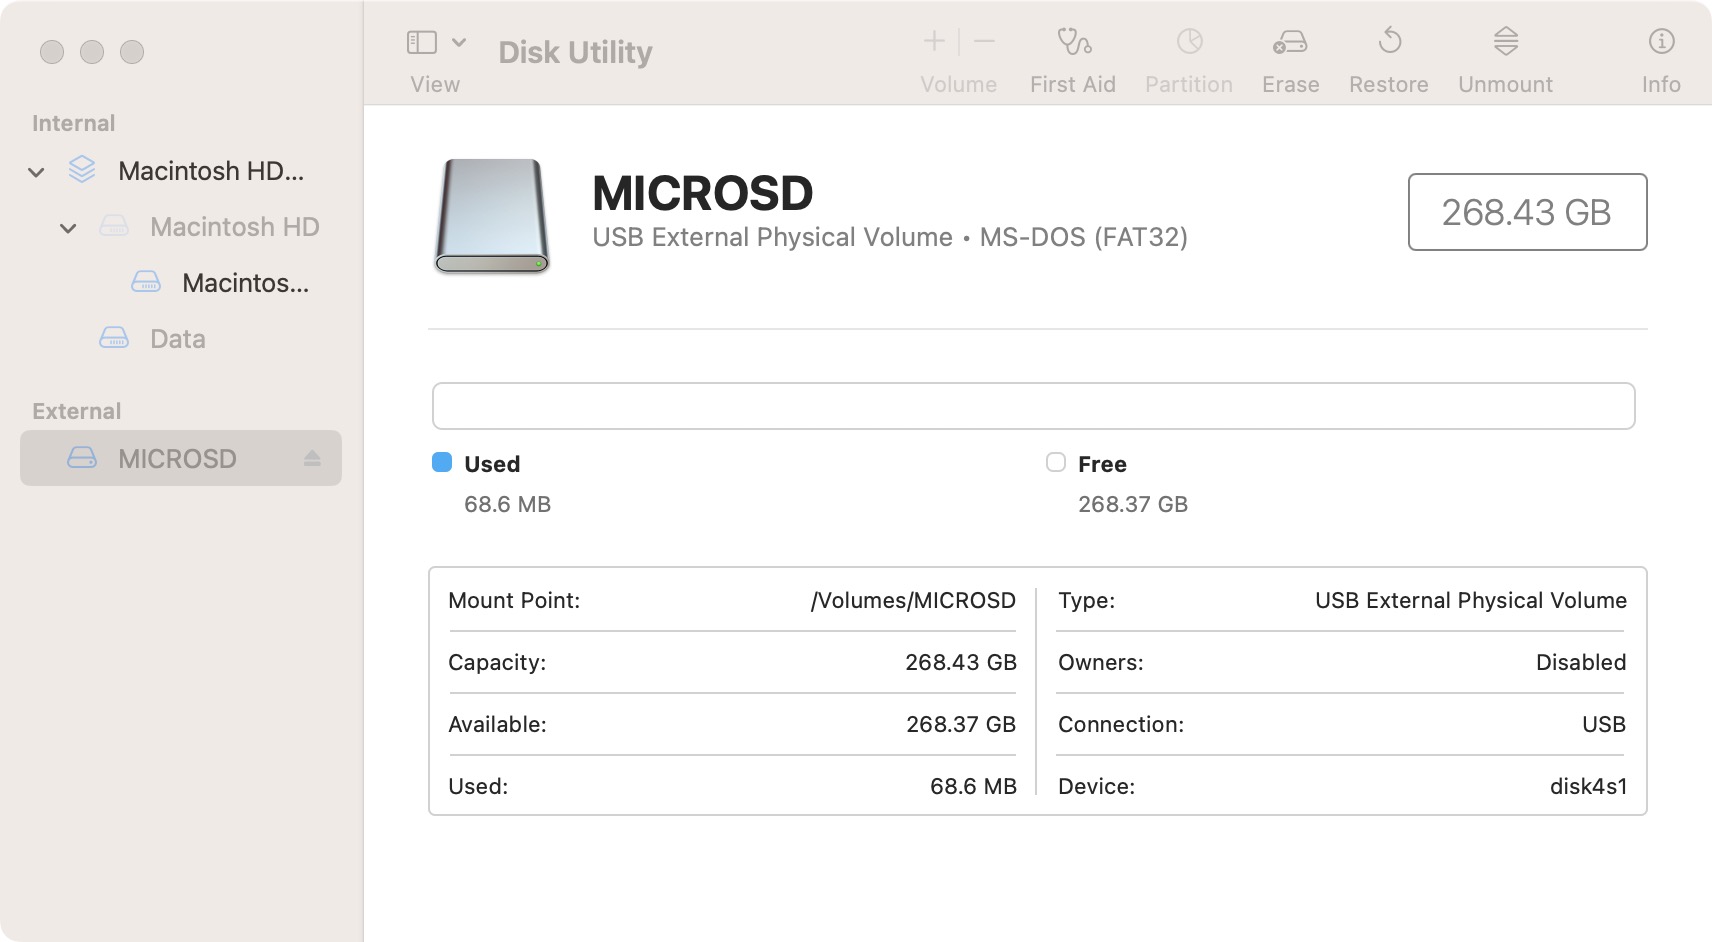 Disk Utility
View
Volume
First Aid
Partition
Erase
Restore
Unmount
Info
Internal
Macintosh HD...
Macintosh HD
Macintos...
Data
External
MICROSD
MICROSD
USB External Physical Volume • MS-DOS (FAT32)
268.43 GB
Used
68.6 MB
Free
268.37 GB
Mount Point: /Volumes/MICROSD
Capacity: 268.43 GB
Available: 268.37 GB
Used: 68.6 MB
Type: USB External Physical Volume
Owners: Disabled
Connection: USB
Device: disk4s1